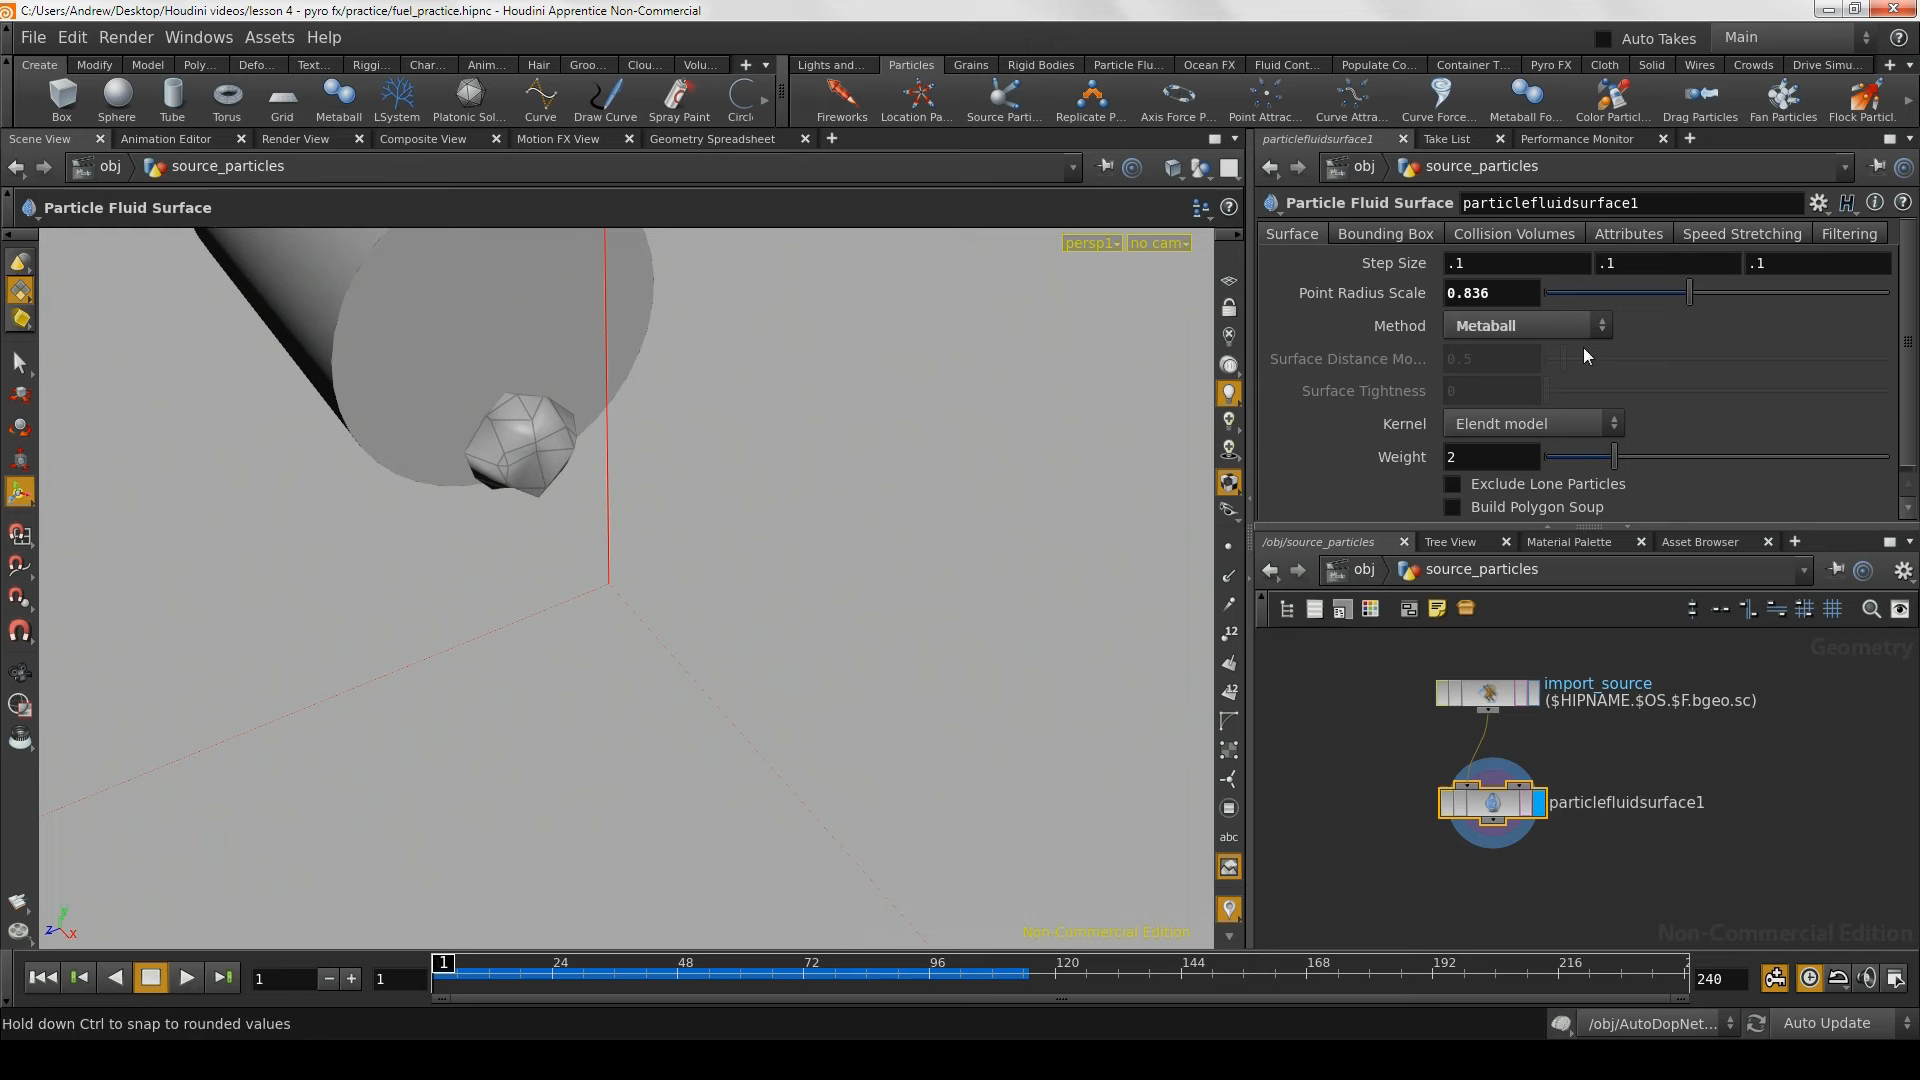 C:/Users/Andrew/Desktop/Houdini videos/lesson 4 - pyro fx/practice/fuel_practice.hipnc - Houdini Apprentice Non-Commercial
File Edit Render Windows Assets Help
Auto Takes Main
Create Modify Model Poly... Defo... Text... Riggi... Char... Anim... Hair Groo... Clou... Volu...
Lights and... Particles Grains Rigid Bodies Particle Flu... Ocean FX Fluid Cont... Populate Co... Container T... Pyro FX Cloth Solid Wires Crowds Drive Simu...
Box Sphere Tube Torus Grid Metaball LSystem Platonic Sol... Curve Draw Curve Spray Paint Circl
Fireworks Location Pa... Source Parti... Replicate P... Axis Force P... Point Attrac... Curve Attra... Curve Force... Metaball Fo... Color Particl... Drag Particles Fan Particles Flock Particl.
Scene View Animation Editor Render View Composite View Motion FX View Geometry Spreadsheet
particlefluidsurface1 Take List Performance Monitor
obj source_particles
obj source_particles
Particle Fluid Surface
Particle Fluid Surface particlefluidsurface1
persp1 no cam
Surface Bounding Box Collision Volumes Attributes Speed Stretching Filtering
Step Size .1 .1 .1
Point Radius Scale 0.836
Method Metaball
Surface Distance Mo... 0.5
Surface Tightness 0
Kernel Elendt model
Weight 2
Exclude Lone Particles
Build Polygon Soup
/obj/source_particles Tree View Material Palette Asset Browser
obj source_particles
Geometry
import_source
($HIPNAME.$OS.$F.bgeo.sc)
particlefluidsurface1
12
12
abc
z y x
Non-Commercial Edition
Non-Commercial Edition
1 1 1 24 48 72 96 120 144 168 192 216 2 240
Hold down Ctrl to snap to rounded values
/obj/AutoDopNet... Auto Update